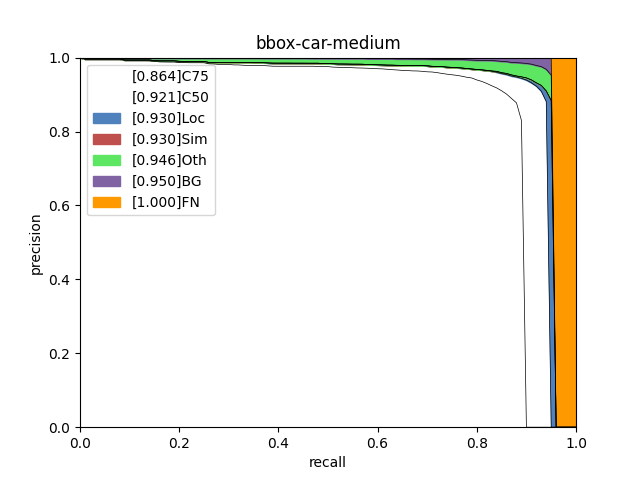 bbox-car-medium
1.0
0.8
0.6
0.4
0.2
0.0
precision
[0.864]C75
[0.921]C50
[0.930]Loc
[0.930]Sim
[0.946]Oth
[0.950]BG
[1.000]FN
0.0 0.2 0.4 0.6 0.8 1.0
recall